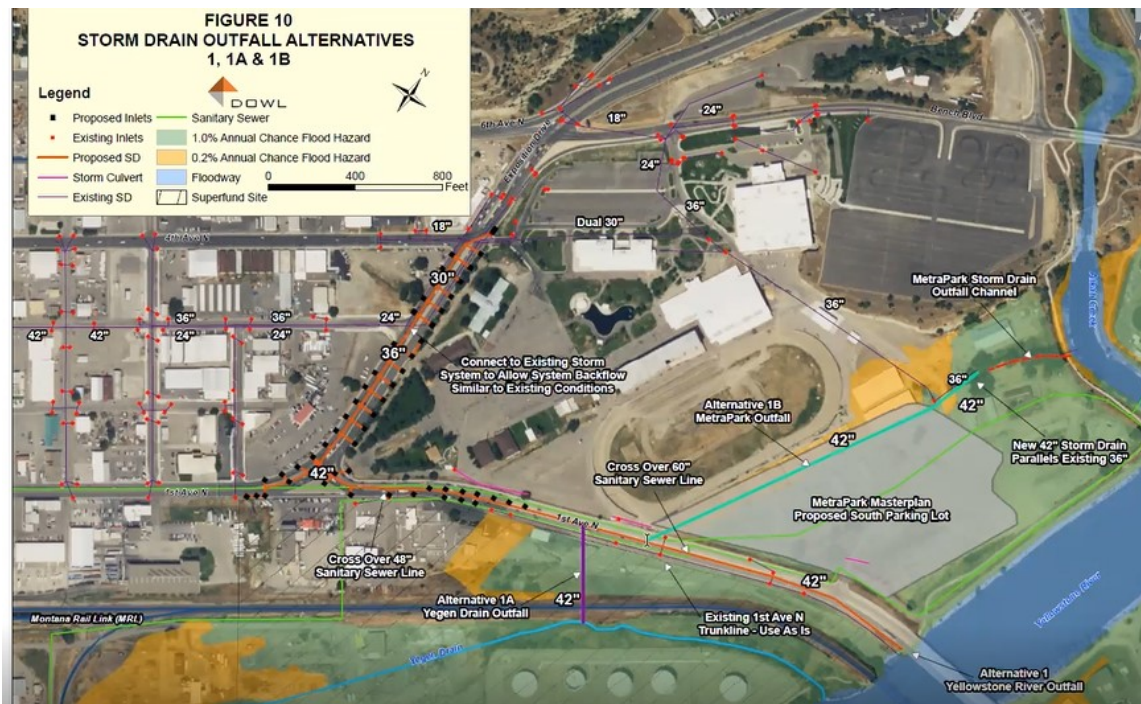 FIGURE 10
STORM DRAIN OUTFALL ALTERNATIVES
1, 1A & 1B
DOWL
N
Legend
Proposed Inlets
Existing Inlets
Proposed SD
Storm Culvert
Existing SD
Sanitary Sewer
1.0% Annual Chance Flood Hazard
0.2% Annual Chance Flood Hazard
Floodway
Superfund Site
0 400 800
Feet
6th Ave N
Exposition Drive
18"
24"
Bench Blvd
24"
36"
18"
Dual 30"
4th Ave N
30"
MetraPark Storm Drain
Outfall Channel
36"
42"
42"
36"
24"
36"
24"
24"
36"
Connect to Existing Storm
System to Allow System Backflow
Similar to Existing Conditions
36"
42"
Alternative 1B
MetraPark Outfall
42"
New 42" Storm Drain
Parallels Existing 36"
Cross Over 60"
Sanitary Sewer Line
42"
1st Ave N
1st Ave N
MetraPark Masterplan
Proposed South Parking Lot
Cross Over 48"
Sanitary Sewer Line
42"
Alternative 1A
Yegen Drain Outfall
42"
Existing 1st Ave N
Trunkline - Use As Is
Montana Rail Link (MRL)
Yegen Drain
Yellowstone River
Alternative 1
Yellowstone River Outfall